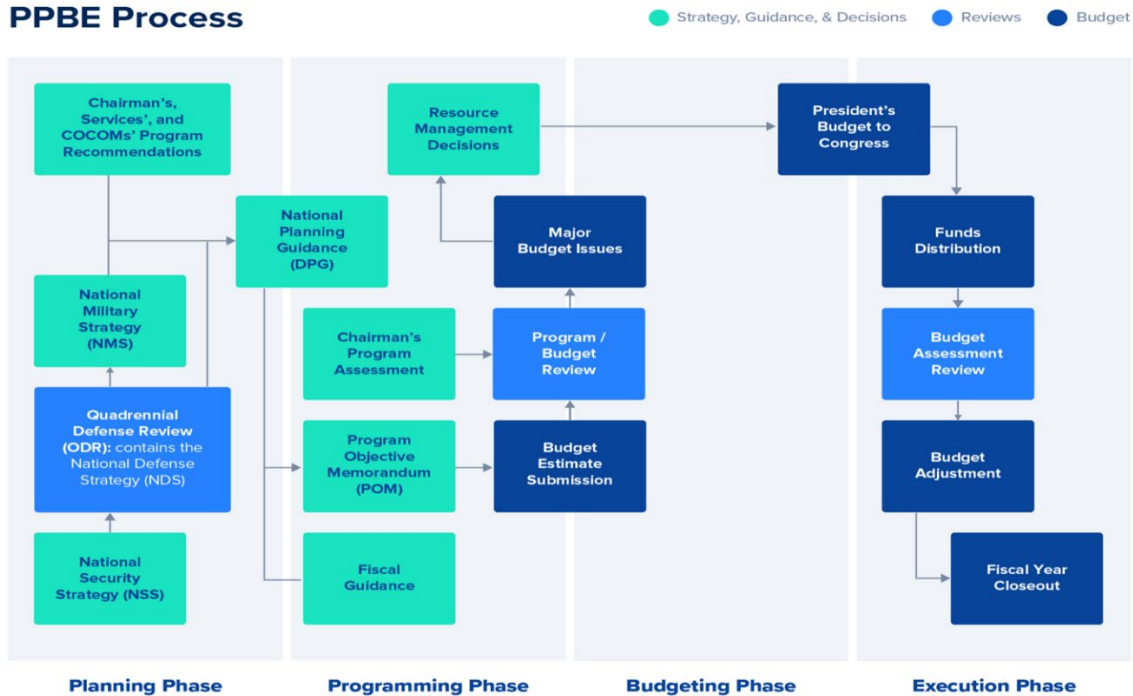 PPBE Process
Strategy, Guidance, & Decisions
Reviews
Budget
Chairman's,
Services', and
COCOMs' Program
Recommendations
National
Military
Strategy
(NMS)
Quadrennial
Defense Review
(ODR): contains the
National Defense
Strategy (NDS)
National
Security
Strategy (NSS)
National
Planning
Guidance
(DPG)
Resource
Management
Decisions
Chairman's
Program
Assessment
Program
Objective
Memorandum
(POM)
Fiscal
Guidance
Major
Budget Issues
Program /
Budget
Review
Budget
Estimate
Submission
President's
Budget to
Congress
Funds
Distribution
Budget
Assessment
Review
Budget
Adjustment
Fiscal Year
Closeout
Planning Phase
Programming Phase
Budgeting Phase
Execution Phase